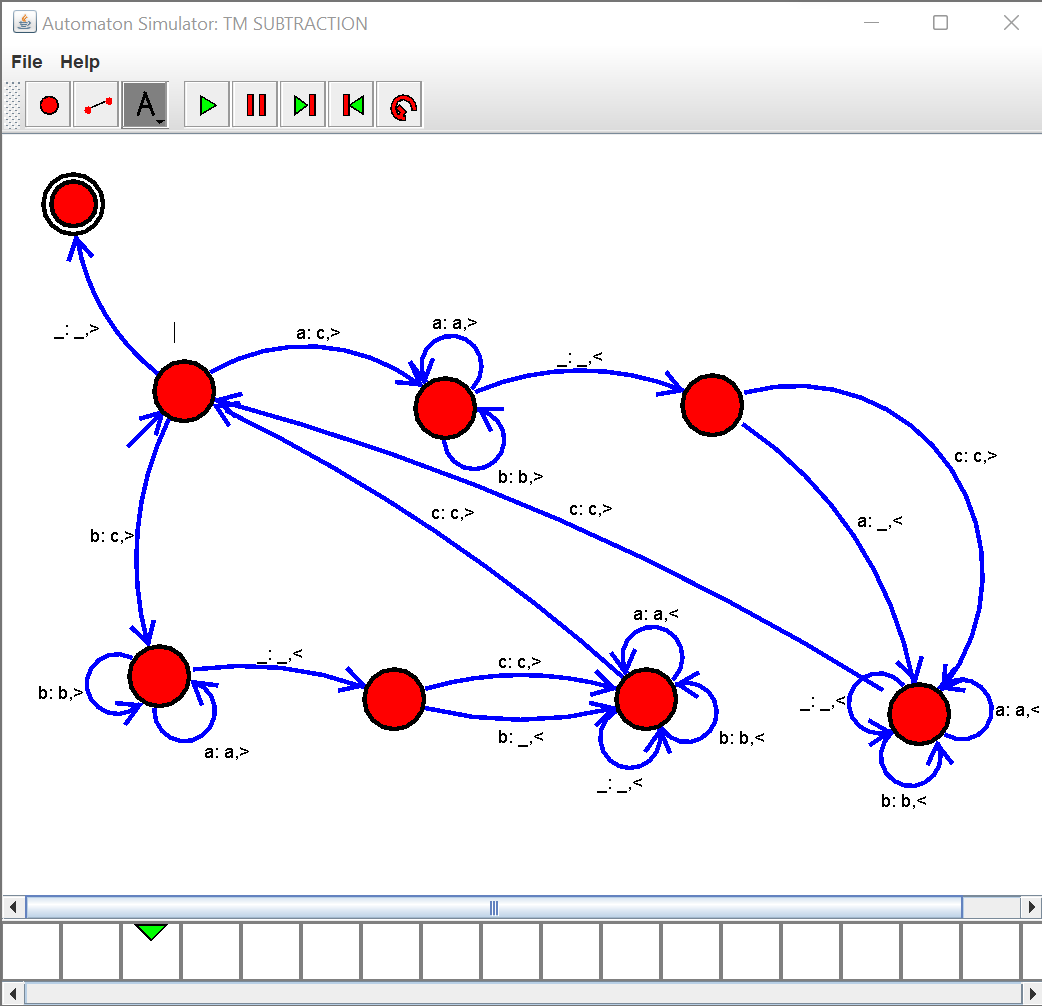 Automaton Simulator: TM SUBTRACTION
File Help
A
_: _,>
a: c,>
a: a,>
_: _,<
b: b,>
c: c,>
c: c,>
c: c,>
a: _,<
b: c,>
a: a,<
_: _,<
c: c,>
b: b,>
_: _,<
a: a,<
b: _,<
b: b,<
a: a,>
_: _,<
b: b,<